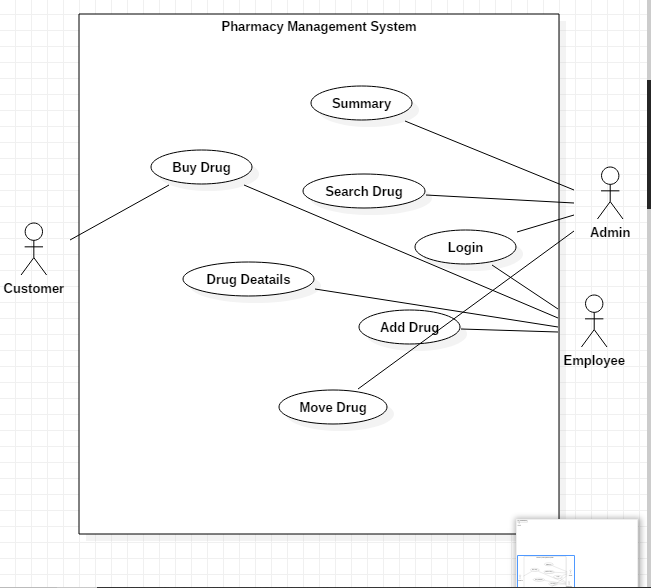 Pharmacy Management System
Summary
Buy Drug
Search Drug
Admin
Login
Customer
Drug Deatails
Add Drug
Employee
Move Drug